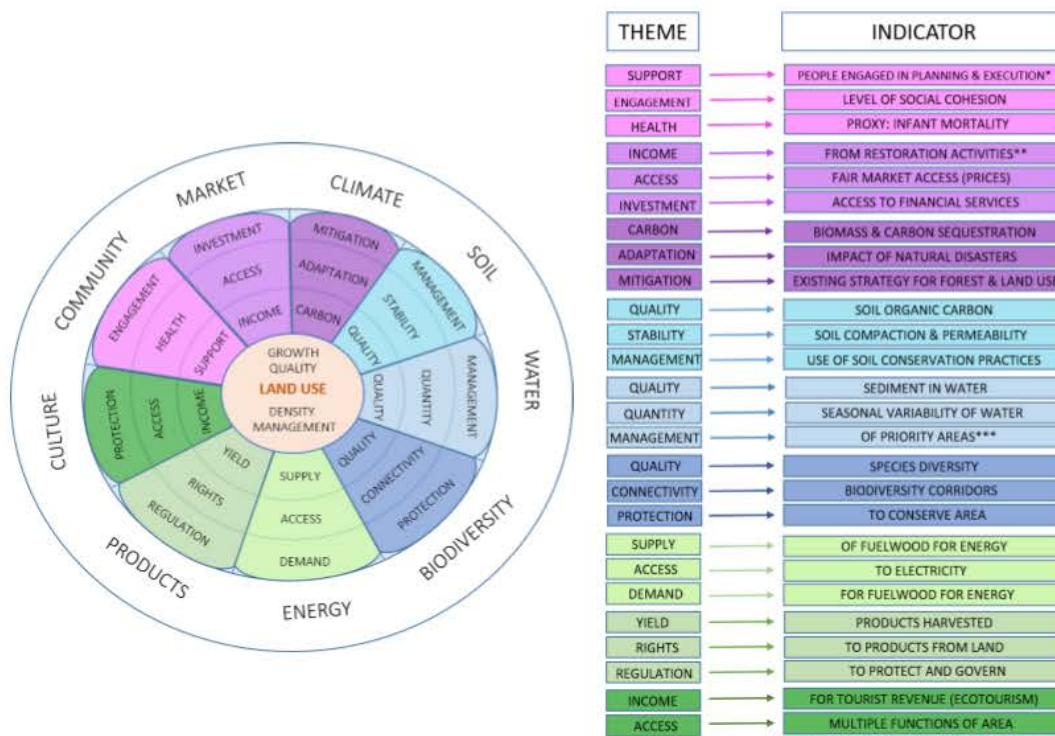 MARKET
CLIMATE
SOIL
WATER
BIODIVERSITY
ENERGY
PRODUCTS
CULTURE
COMMUNITY
INVESTMENT
ACCESS
INCOME
MITIGATION
ADAPTATION
CARBON
MANAGEMENT
STABILITY
QUALITY
MANAGEMENT
QUANTITY
QUALITY
QUALITY
CONNECTIVITY
PROTECTION
SUPPLY
ACCESS
DEMAND
YIELD
RIGHTS
REGULATION
PROTECTION
ACCESS
INCOME
ENGAGEMENT
HEALTH
SUPPORT
GROWTH
QUALITY
LAND USE
DENSITY
MANAGEMENT
THEME INDICATOR
SUPPORT PEOPLE ENGAGED IN PLANNING & EXECUTION*
ENGAGEMENT LEVEL OF SOCIAL COHESION
HEALTH PROXY: INFANT MORTALITY
INCOME FROM RESTORATION ACTIVITIES**
ACCESS FAIR MARKET ACCESS (PRICES)
INVESTMENT ACCESS TO FINANCIAL SERVICES
CARBON BIOMASS & CARBON SEQUESTRATION
ADAPTATION IMPACT OF NATURAL DISASTERS
MITIGATION EXISTING STRATEGY FOR FOREST & LAND USE
QUALITY SOIL ORGANIC CARBON
STABILITY SOIL COMPACTION & PERMEABILITY
MANAGEMENT USE OF SOIL CONSERVATION PRACTICES
QUALITY SEDIMENT IN WATER
QUANTITY SEASONAL VARIABILITY OF WATER
MANAGEMENT OF PRIORITY AREAS***
QUALITY SPECIES DIVERSITY
CONNECTIVITY BIODIVERSITY CORRIDORS
PROTECTION TO CONSERVE AREA
SUPPLY OF FUELWOOD FOR ENERGY
ACCESS TO ELECTRICITY
DEMAND FOR FUELWOOD FOR ENERGY
YIELD PRODUCTS HARVESTED
RIGHTS TO PRODUCTS FROM LAND
REGULATION TO PROTECT AND GOVERN
INCOME FOR TOURIST REVENUE (ECOTOURISM)
ACCESS MULTIPLE FUNCTIONS OF AREA